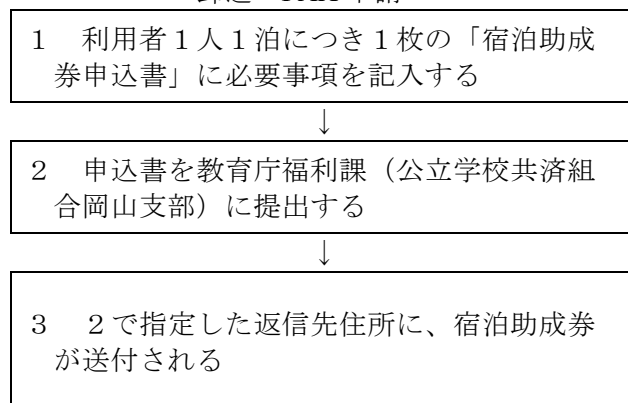 １　利用者１人１泊につき１枚の「宿泊助成
券申込書」に必要事項を記入する
↓
２　申込書を教育庁福利課（公立学校共済組
合岡山支部）に提出する
↓
３　２で指定した返信先住所に、宿泊助成券
が送付される